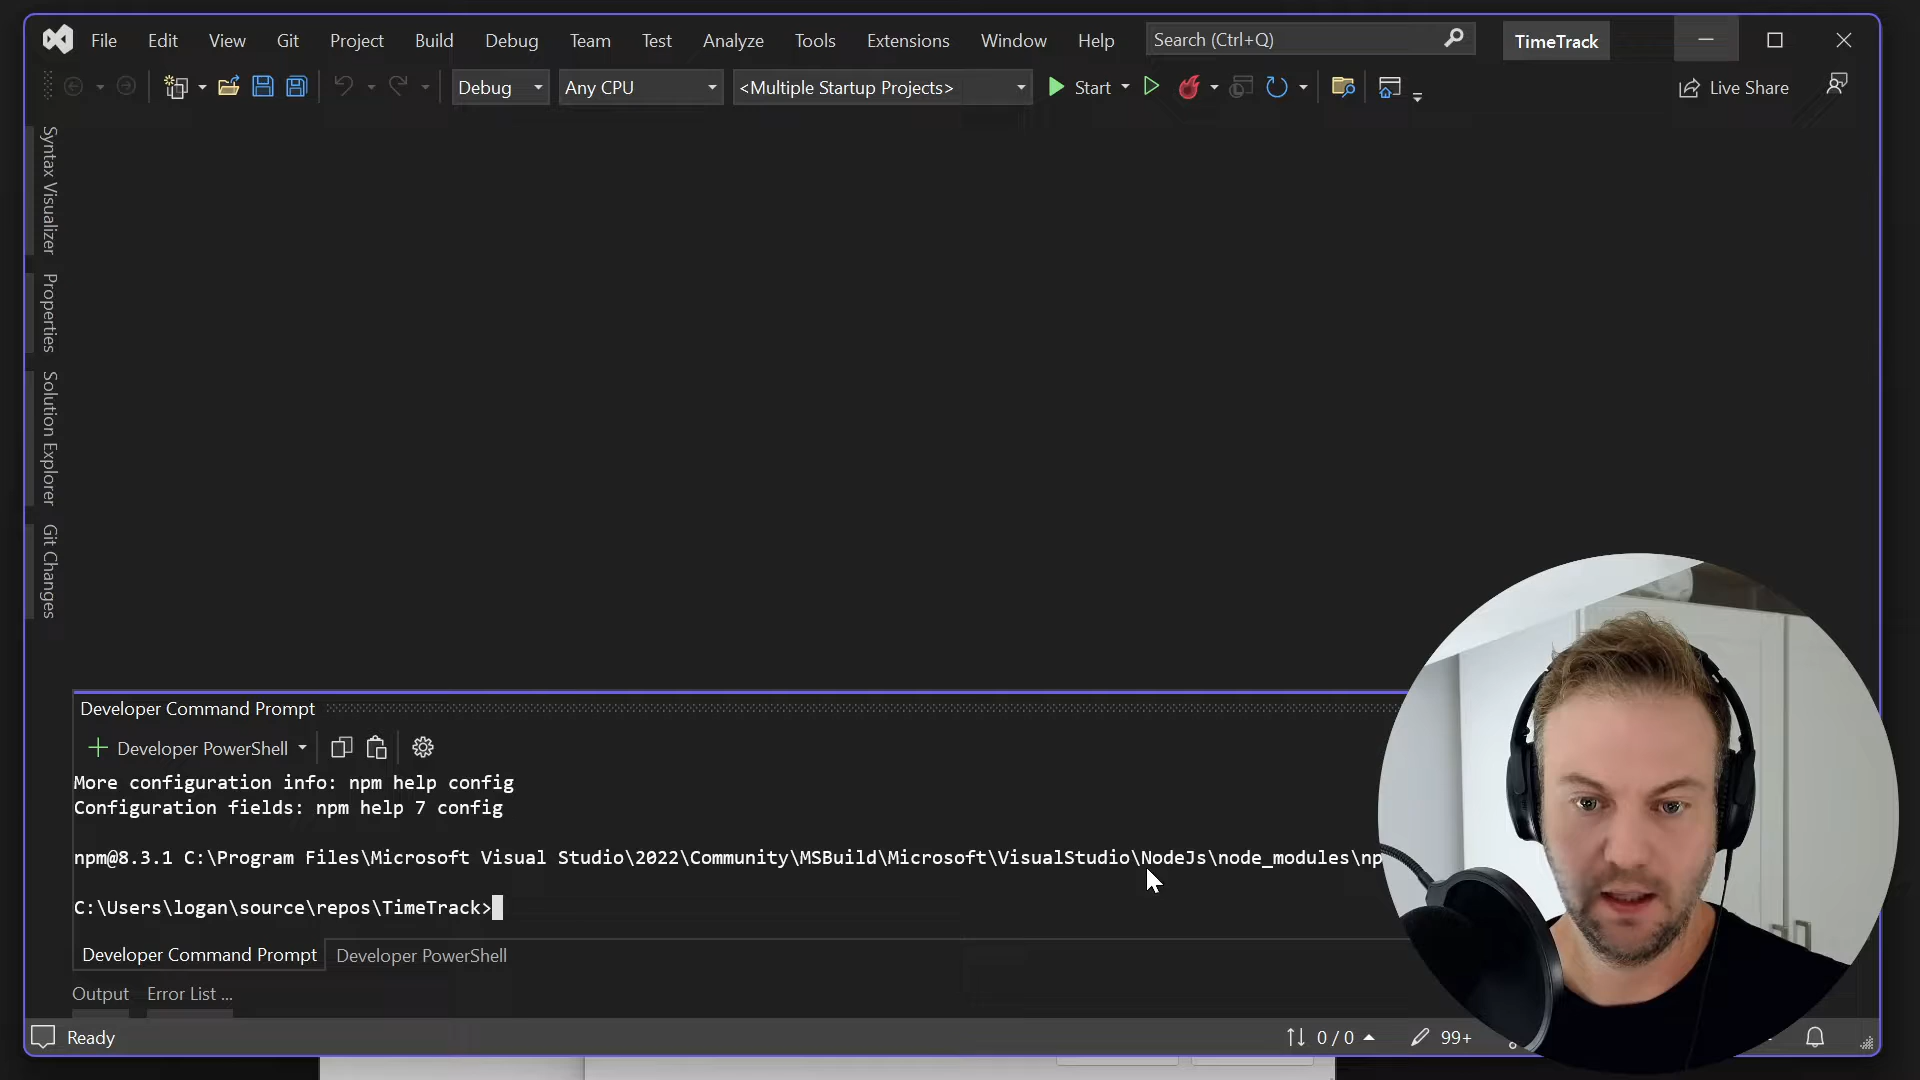 File Edit View Git Project Build Debug Team Test Analyze Tools Extensions Window Help Search (Ctrl+Q) TimeTrack
Debug Any CPU <Multiple Startup Projects> Start Live Share
Syntax Visualizer
Properties
Solution Explorer
Git Changes
Developer Command Prompt
Developer PowerShell
More configuration info: npm help config
Configuration fields: npm help 7 config
npm@8.3.1 C:\Program Files\Microsoft Visual Studio\2022\Community\MSBuild\Microsoft\VisualStudio\NodeJs\node_modules\np
C:\Users\logan\source\repos\TimeTrack>
Developer Command Prompt Developer PowerShell
Output Error List ...
Ready 0 / 0 99+